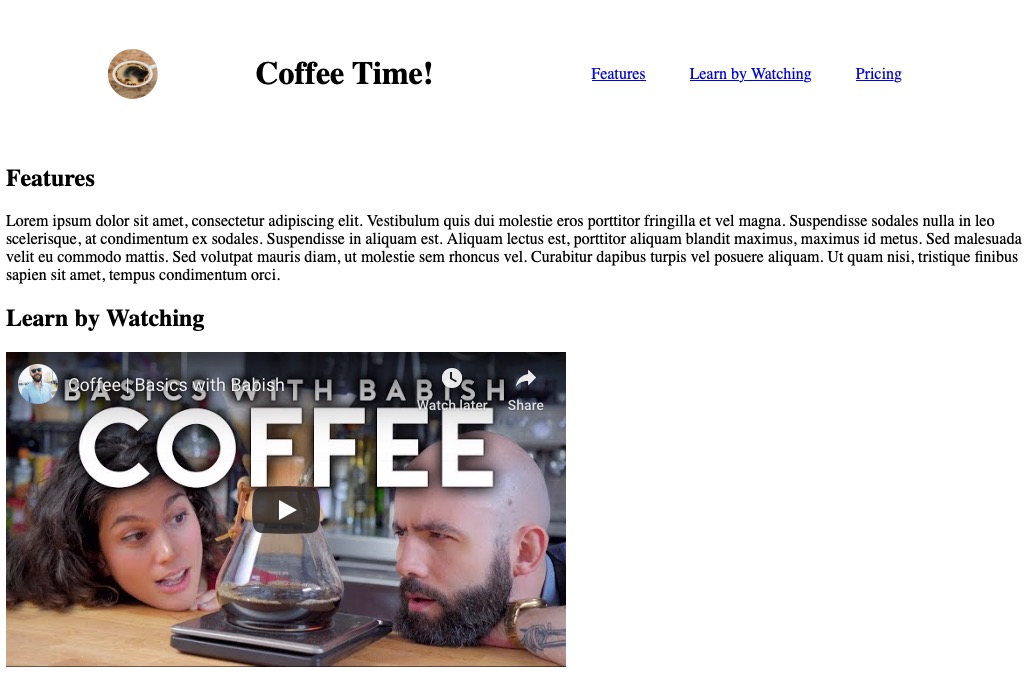 Coffee Time!
Features
Learn by Watching
Pricing
Features
Lorem ipsum dolor sit amet, consectetur adipiscing elit. Vestibulum quis dui molestie eros porttitor fringilla et vel magna. Suspendisse sodales nulla in leo
scelerisque, at condimentum ex sodales. Suspendisse in aliquam est. Aliquam lectus est, porttitor aliquam blandit maximus, maximus id metus. Sed malesuada
velit eu commodo mattis. Sed volutpat mauris diam, ut molestie sem rhoncus vel. Curabitur dapibus turpis vel posuere aliquam. Ut quam nisi, tristique finibus
sapien sit amet, tempus condimentum orci.
Learn by Watching
Coffee | Basics with Babish
Watch later
Share
BASICS WITH BABISH
COFFEE